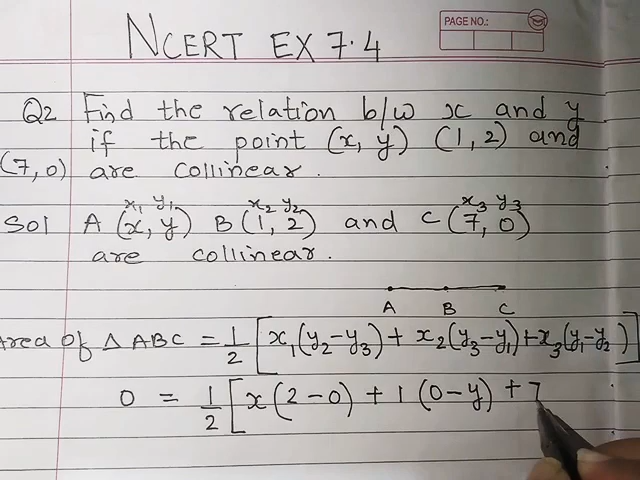 PAGE NO.:
NCERT EX 7.4
Q2 Find the relation b/w x and y
if the point (x, y) (1, 2) and
(7, 0) are collinear.
x₁ y₁ x₂ y₂ x₃ y₃
Sol A (x, y) B (1, 2) and C (7, 0)
are collinear.
A B C
Area of △ ABC = 1/2 [x₁(y₂-y₃) + x₂(y₃-y₁) + x₃(y₁-y₂)]
0 = 1/2 [x(2-0) + 1(0-y) + 7